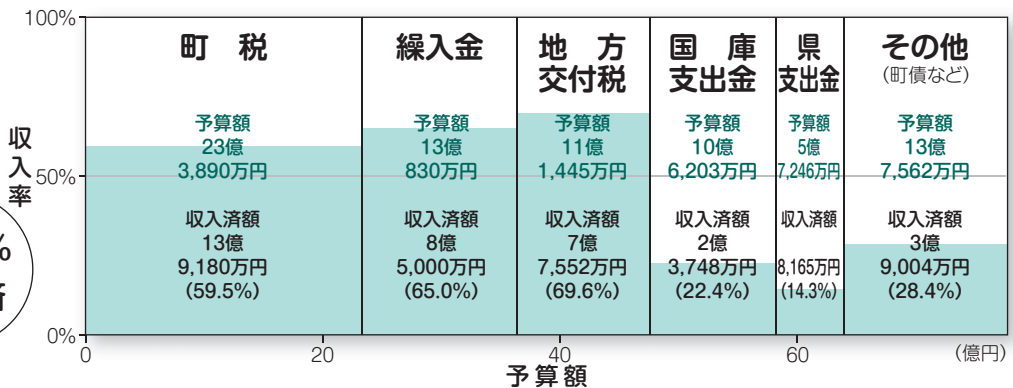 100%
50%
0%
収入率
%
町 税
予算額
23億
3,890万円
収入済額
13億
9,180万円
(59.5%)
繰入金
予算額
13億
830万円
収入済額
8億
5,000万円
(65.0%)
地 方
交付税
予算額
11億
1,445万円
収入済額
7億
7,552万円
(69.6%)
国 庫
支出金
予算額
10億
6,203万円
収入済額
2億
3,748万円
(22.4%)
県
支出金
予算額
5億
7,246万円
収入済額
8,165万円
(14.3%)
その他
(町債など)
予算額
13億
7,562万円
収入済額
3億
9,004万円
(28.4%)
0
20
40
60
(億円)
予算額